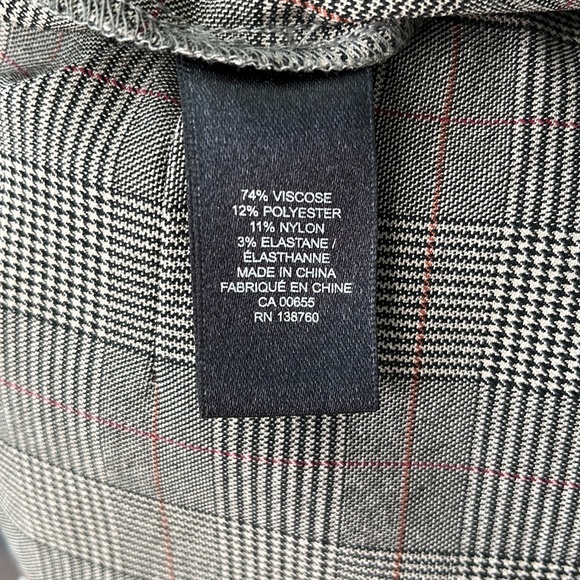 74% VISCOSE
12% POLYESTER
11% NYLON
3% ELASTANE /
ÉLASTHANNE
MADE IN CHINA
FABRIQUÉ EN CHINE
CA 00655
RN 138760